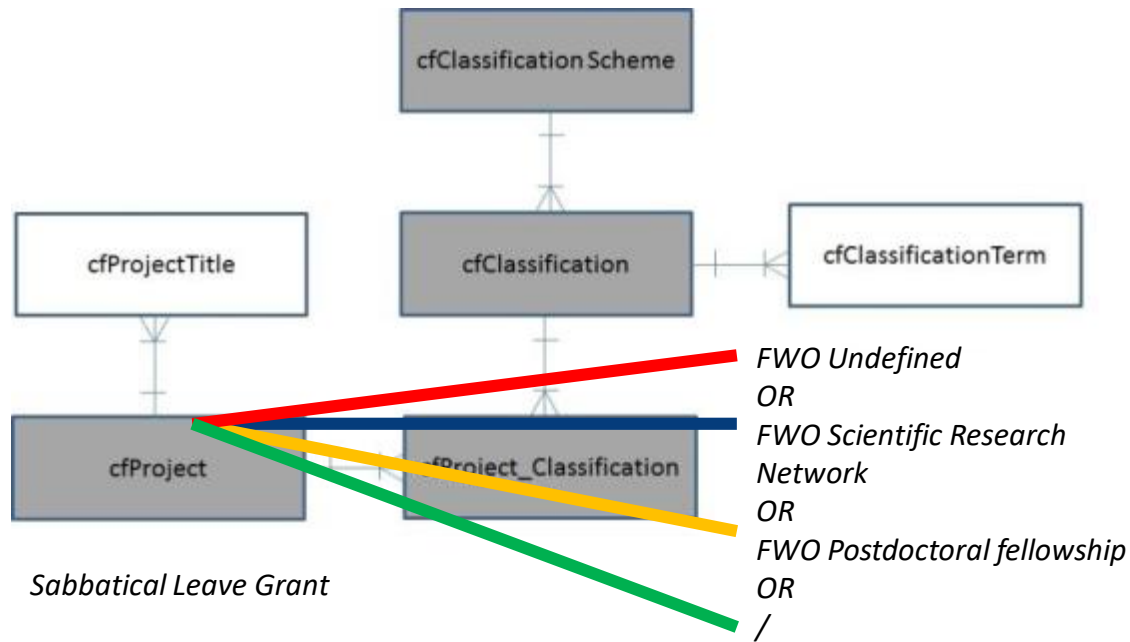 cfClassification Scheme
cfProjectTitle
cfClassification
cfClassificationTerm
cfProject
cfProject_Classification
Sabbatical Leave Grant
FWO Undefined
OR
FWO Scientific Research
Network
OR
FWO Postdoctoral fellowship
OR
/